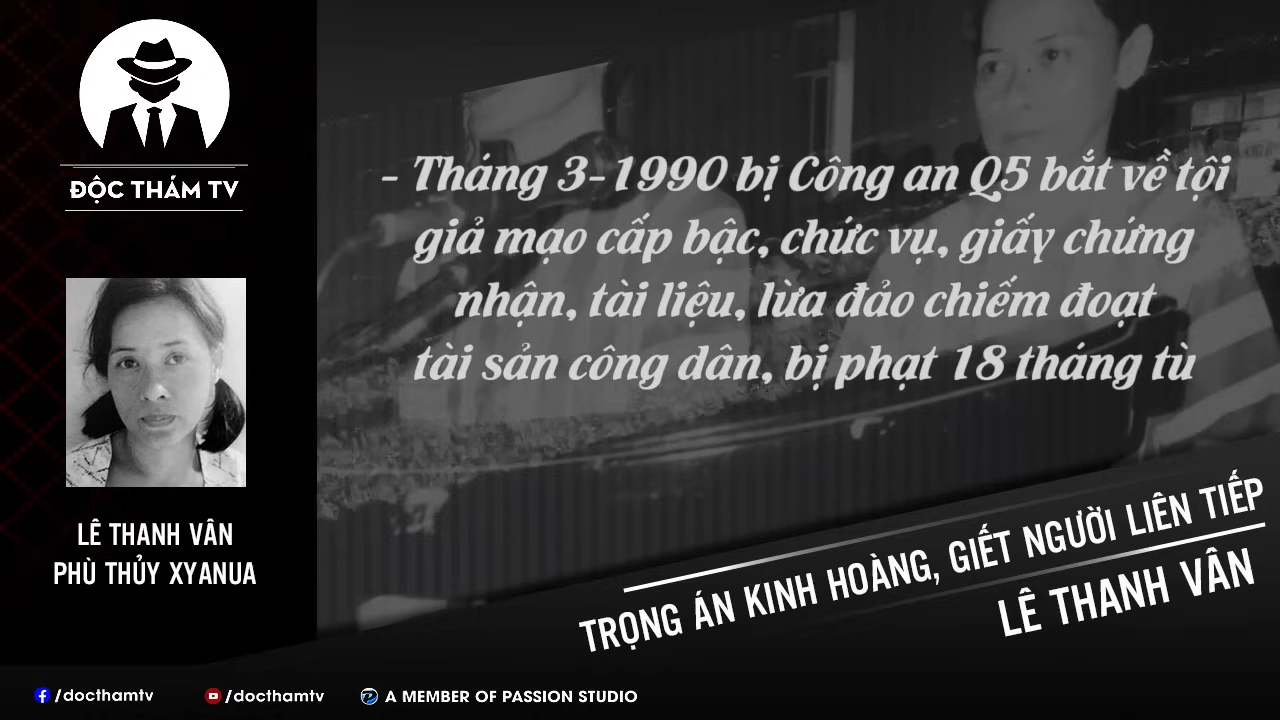 ĐỘC THÁM TV
LÊ THANH VÂN
PHÙ THỦY XYANUA
- Tháng 3-1990 bị Công an Q5 bắt về tội
giả mạo cấp bậc, chức vụ, giấy chứng
nhận, tài liệu, lừa đảo chiếm đoạt
tài sản công dân, bị phạt 18 tháng tù
TRỌNG ÁN KINH HOÀNG, GIẾT NGƯỜI LIÊN TIẾP
LÊ THANH VÂN
/docthamtv
/docthamtv
A MEMBER OF PASSION STUDIO